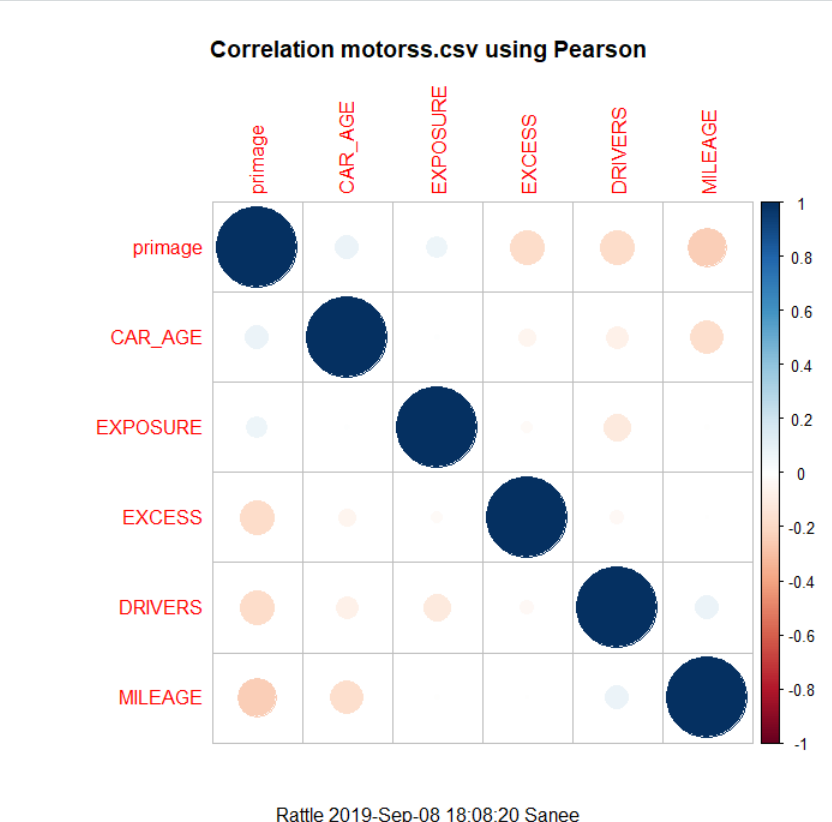 Correlation motorss.csv using Pearson
primage CAR_AGE EXPOSURE EXCESS DRIVERS MILEAGE
primage
CAR_AGE
EXPOSURE
EXCESS
DRIVERS
MILEAGE
1
0.8
0.6
0.4
0.2
0
-0.2
-0.4
-0.6
-0.8
-1
Rattle 2019-Sep-08 18:08:20 Sanee